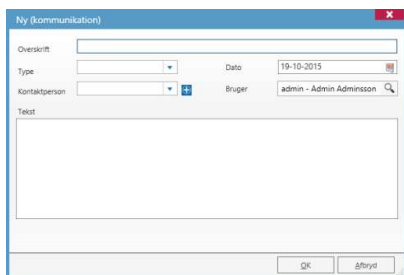 Ny (kommunikation)
Overskrift
Type
Dato
19-10-2015
Kontaktperson
Bruger
admin - Admin Adminsson
Tekst
OK
Afbryd